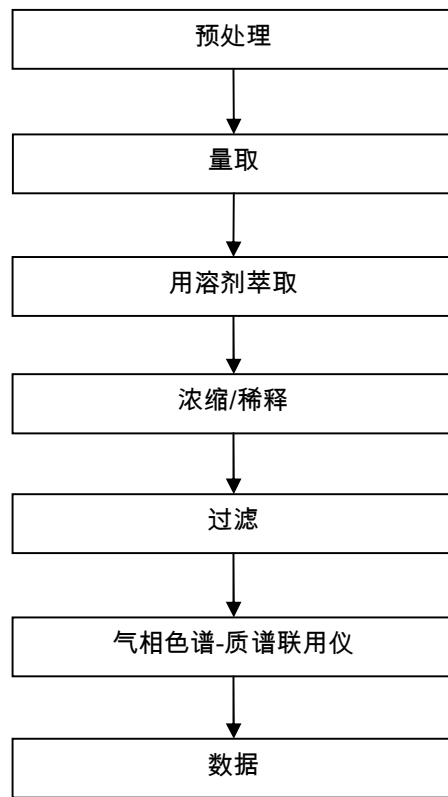 预处理
量取
用溶剂萃取
浓缩/稀释
过滤
气相色谱-质谱联用仪
数据